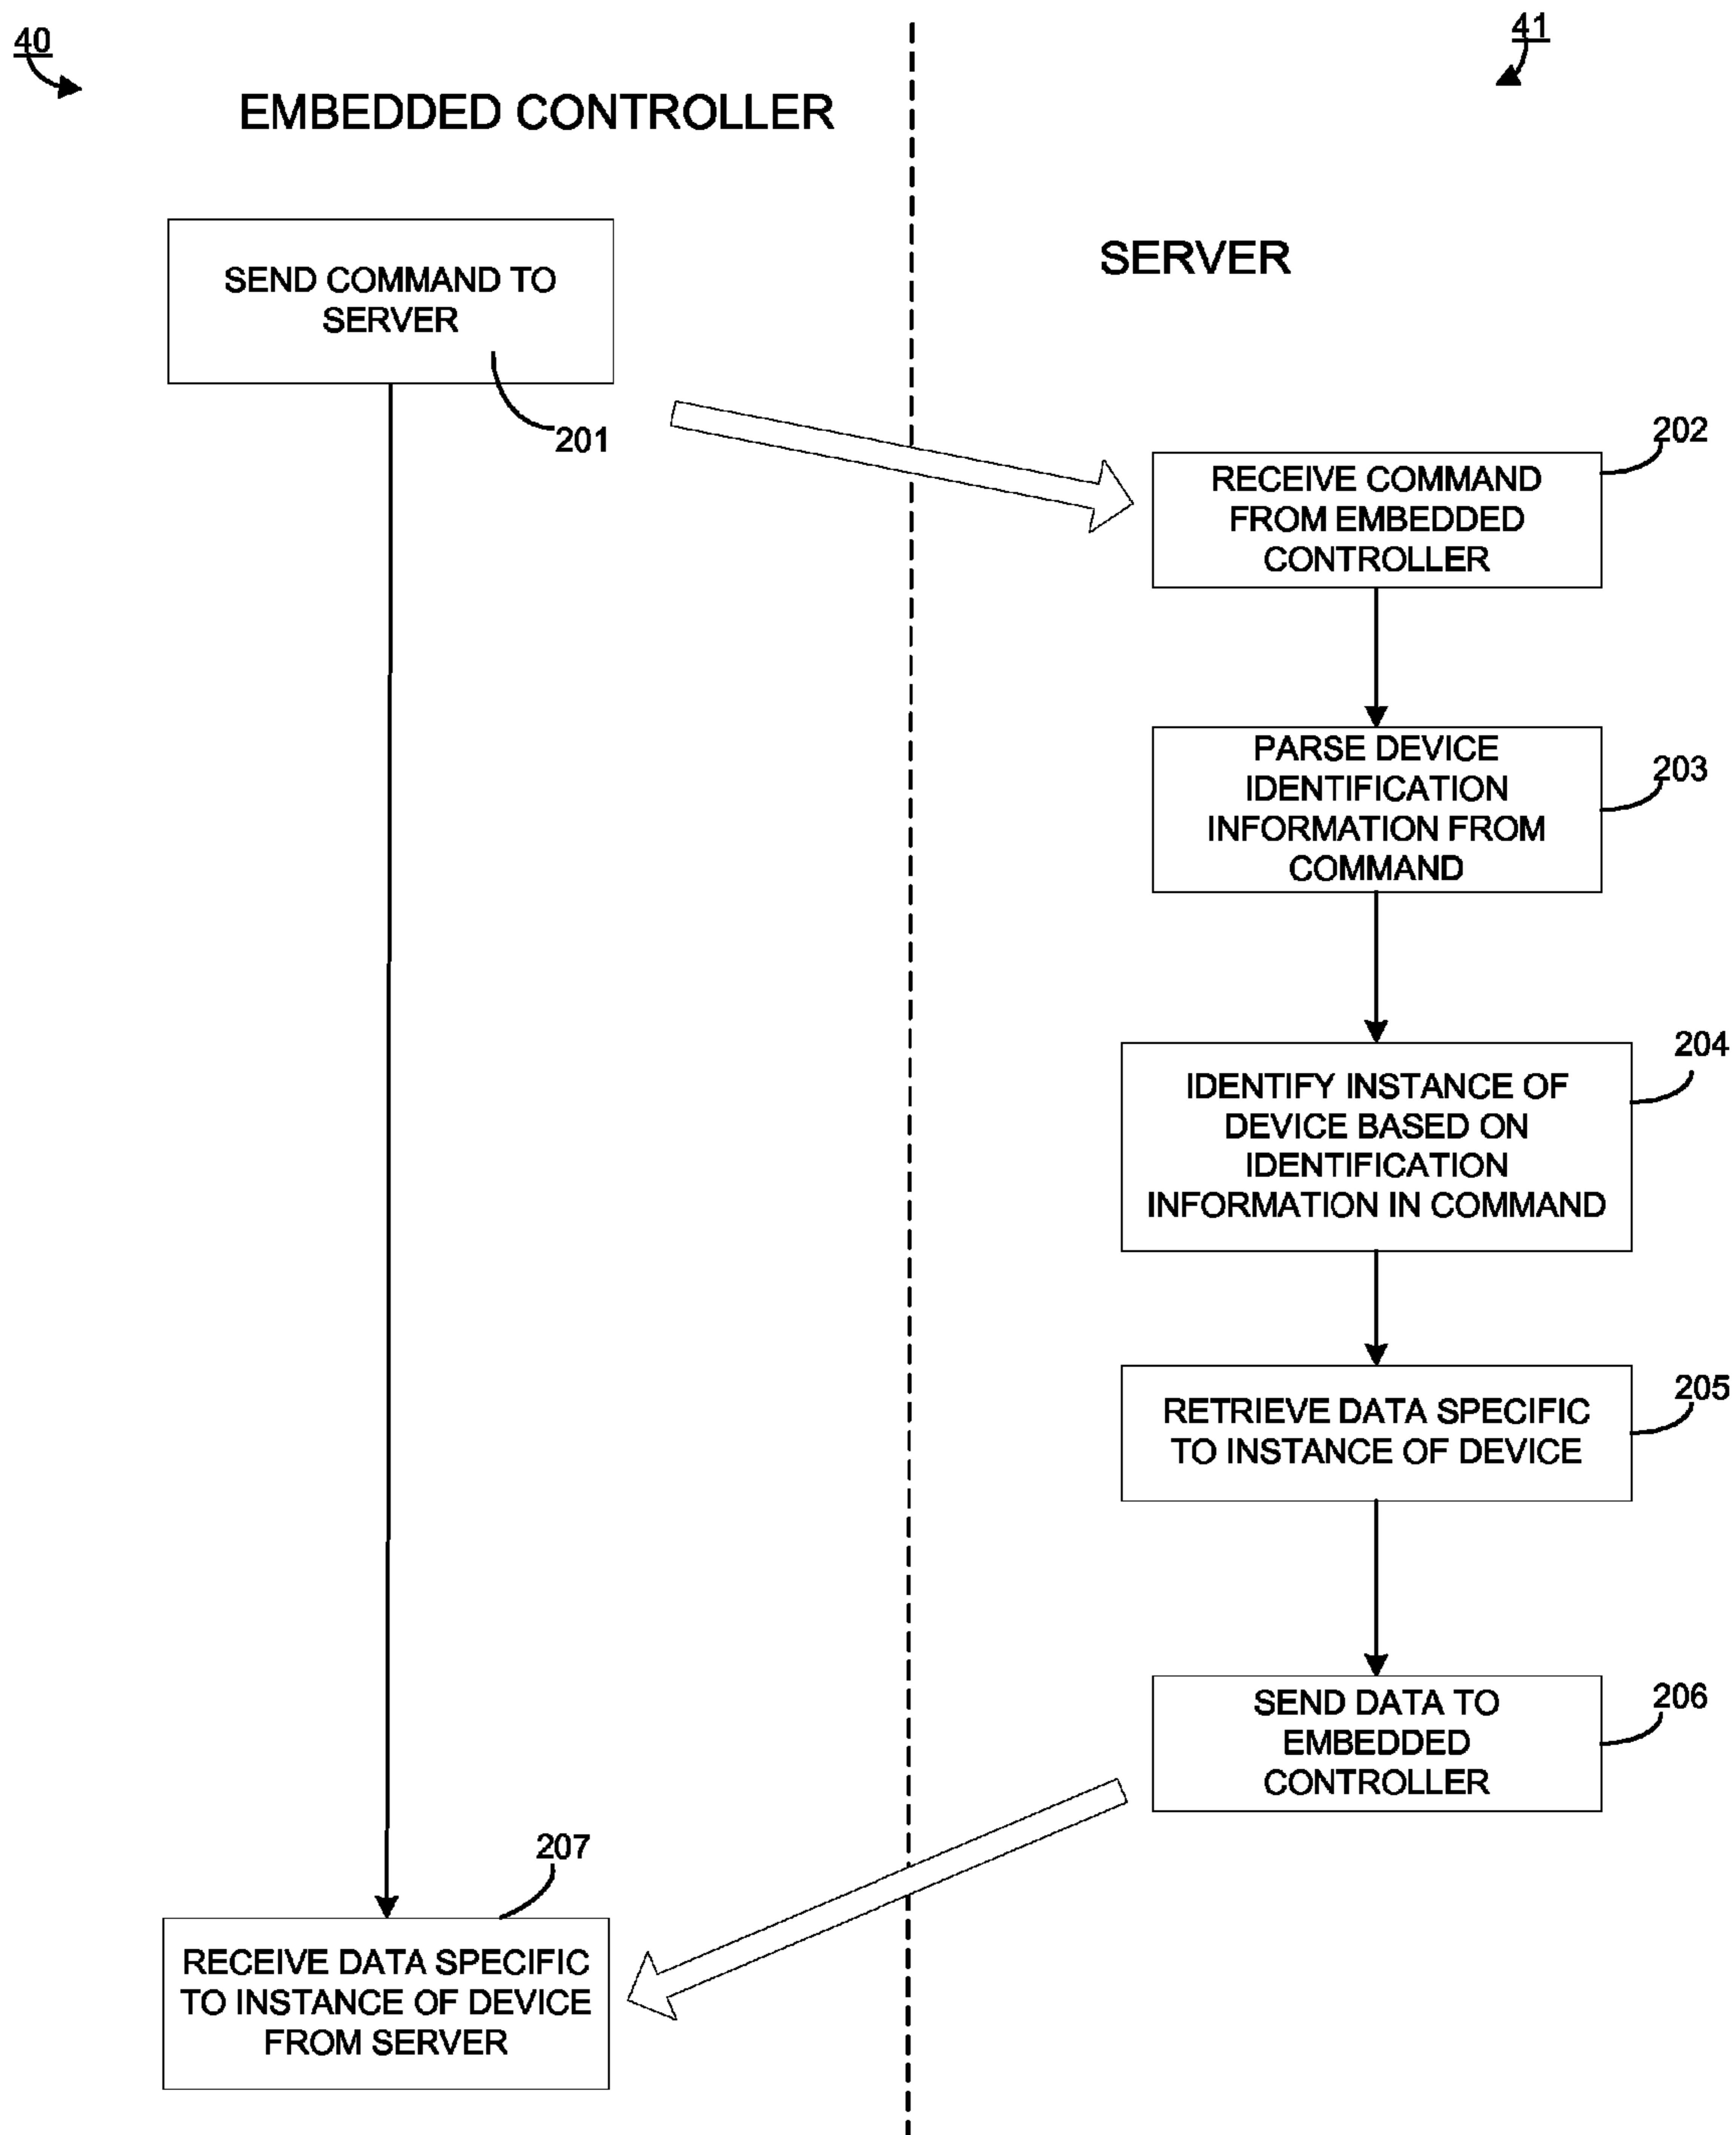 40
41
EMBEDDED CONTROLLER
SERVER
SEND COMMAND TO
SERVER
201
202
RECEIVE COMMAND
FROM EMBEDDED
CONTROLLER
203
PARSE DEVICE
IDENTIFICATION
INFORMATION FROM
COMMAND
204
IDENTIFY INSTANCE OF
DEVICE BASED ON
IDENTIFICATION
INFORMATION IN COMMAND
205
RETRIEVE DATA SPECIFIC
TO INSTANCE OF DEVICE
206
SEND DATA TO
EMBEDDED
CONTROLLER
207
RECEIVE DATA SPECIFIC
TO INSTANCE OF DEVICE
FROM SERVER